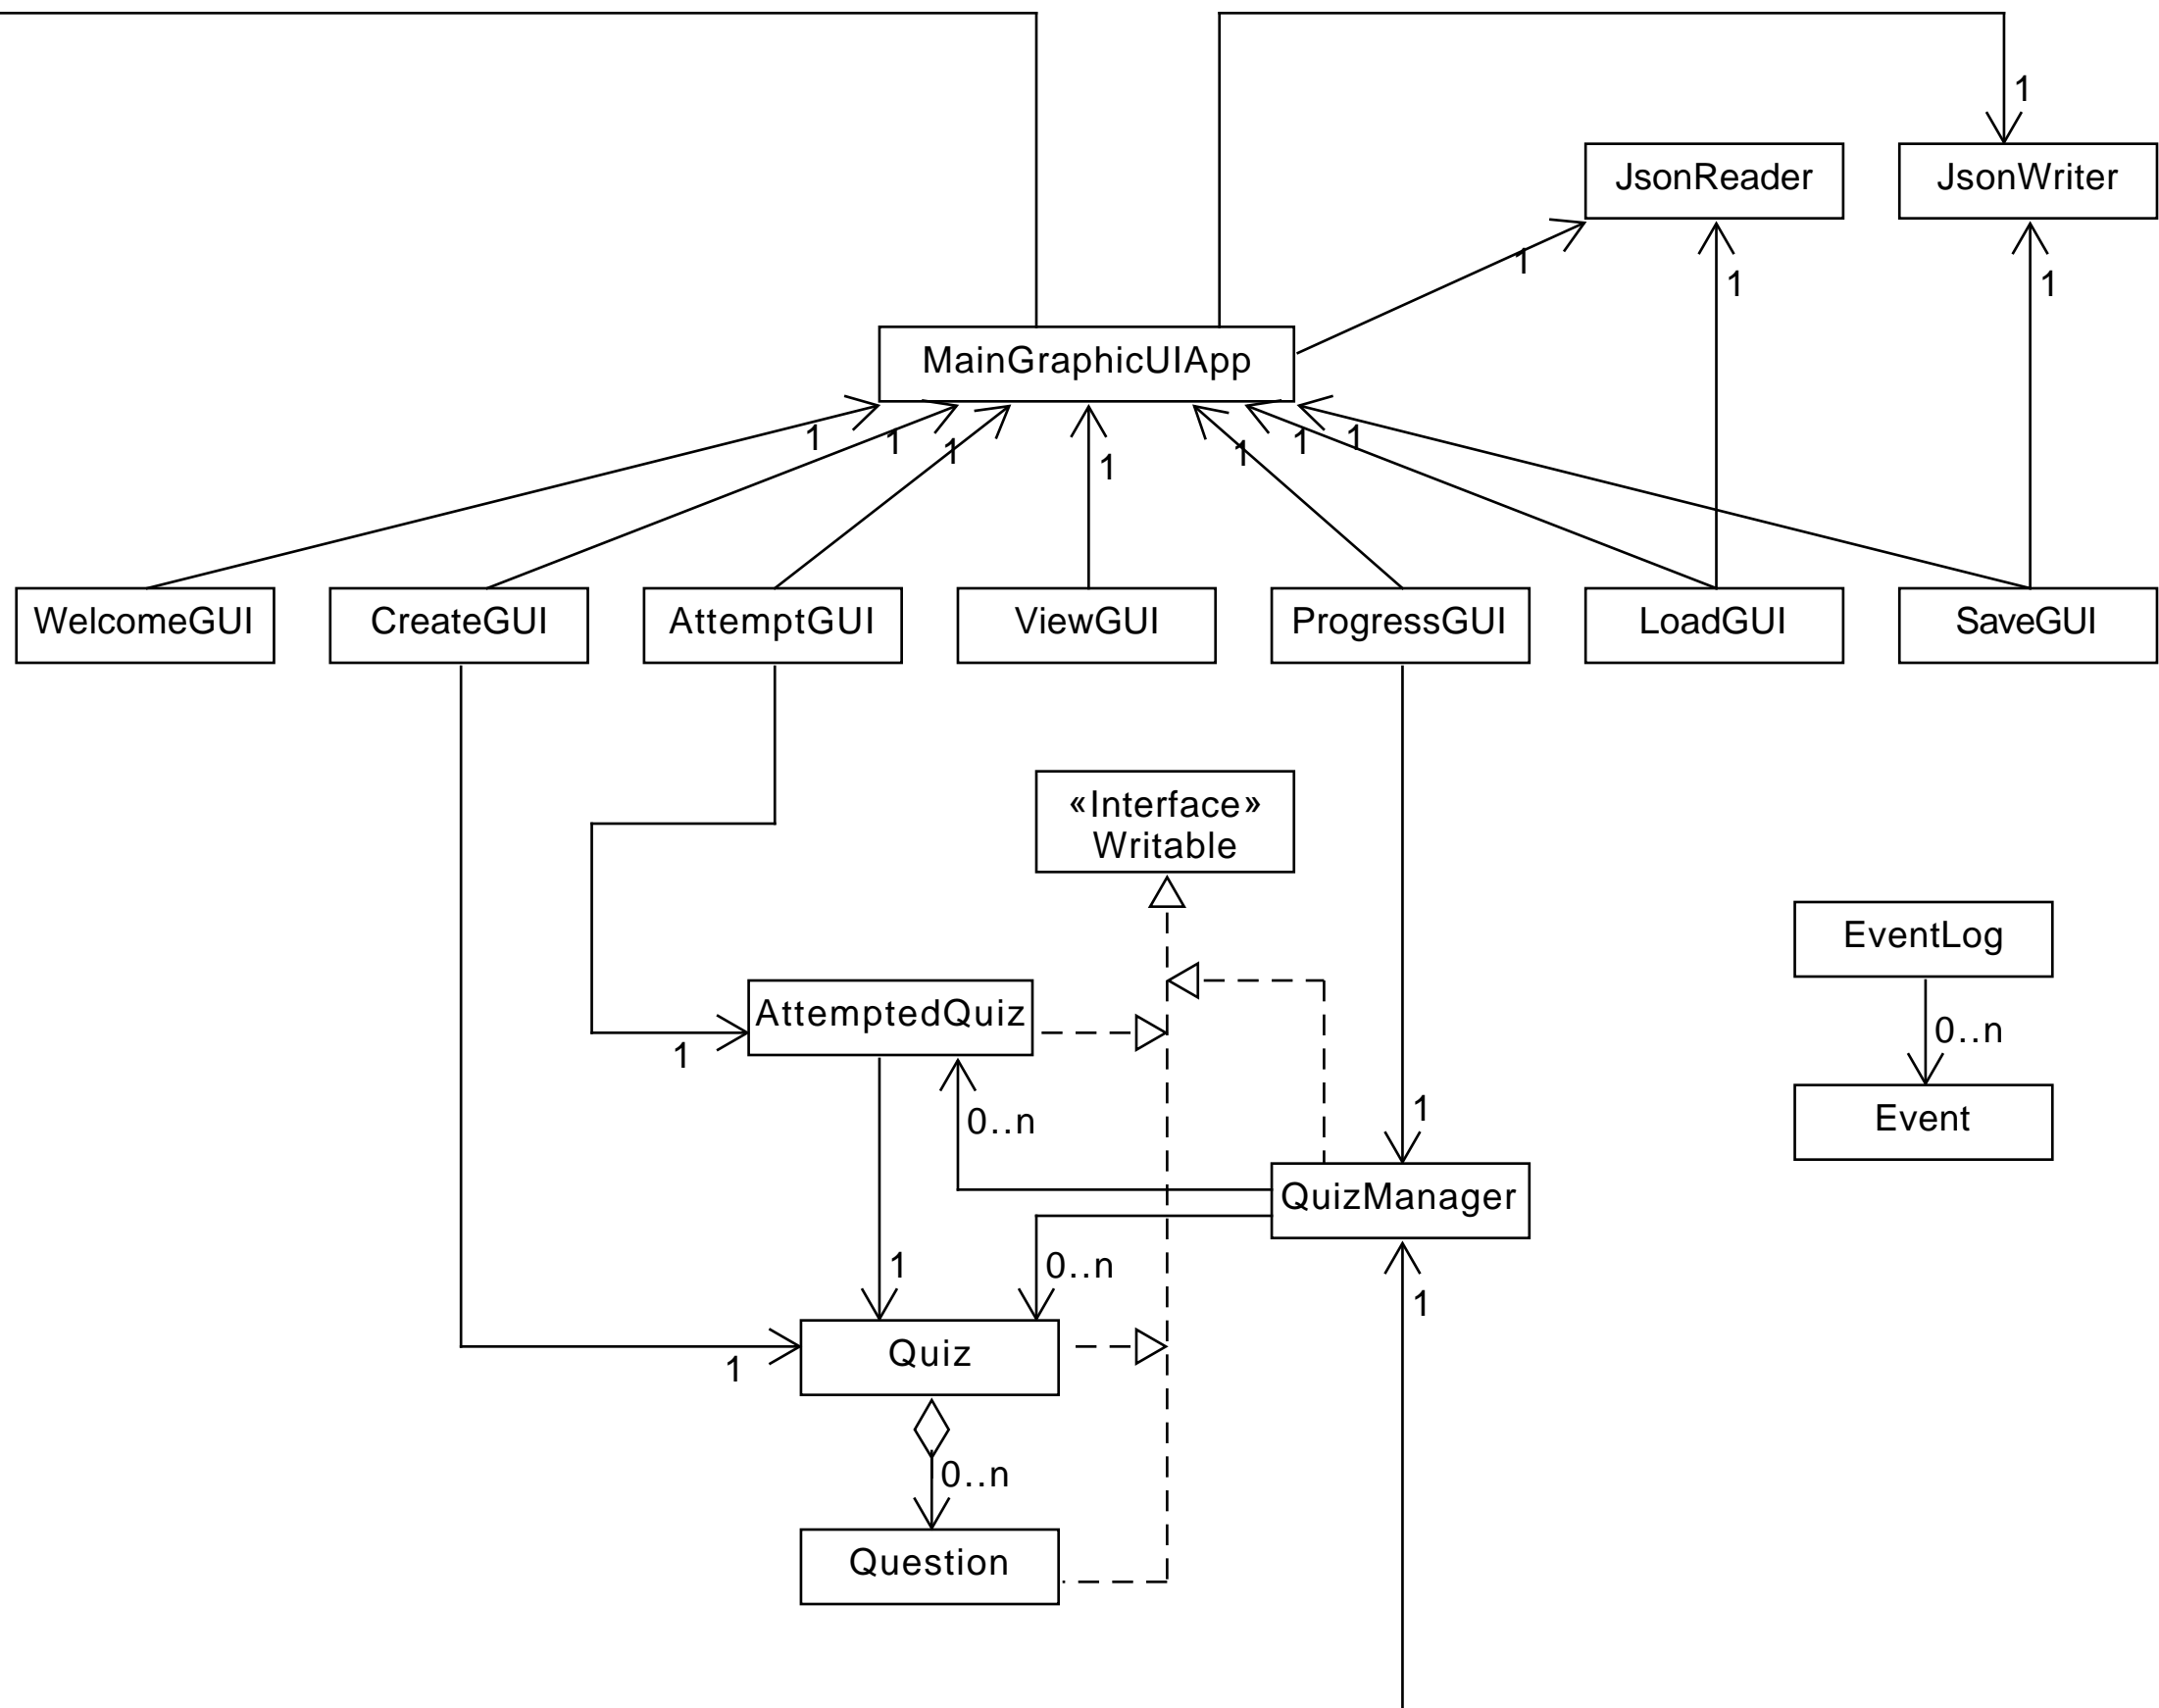 1
JsonReader
JsonWriter
1
1
1
MainGraphicUIApp
1
1
1
1
1
1
1
WelcomeGUI
CreateGUI
AttemptGUI
ViewGUI
ProgressGUI
LoadGUI
SaveGUI
«Interface»
Writable
EventLog
AttemptedQuiz
0..n
1
1
0..n
Event
QuizManager
1
0..n
1
Quiz
1
0..n
Question